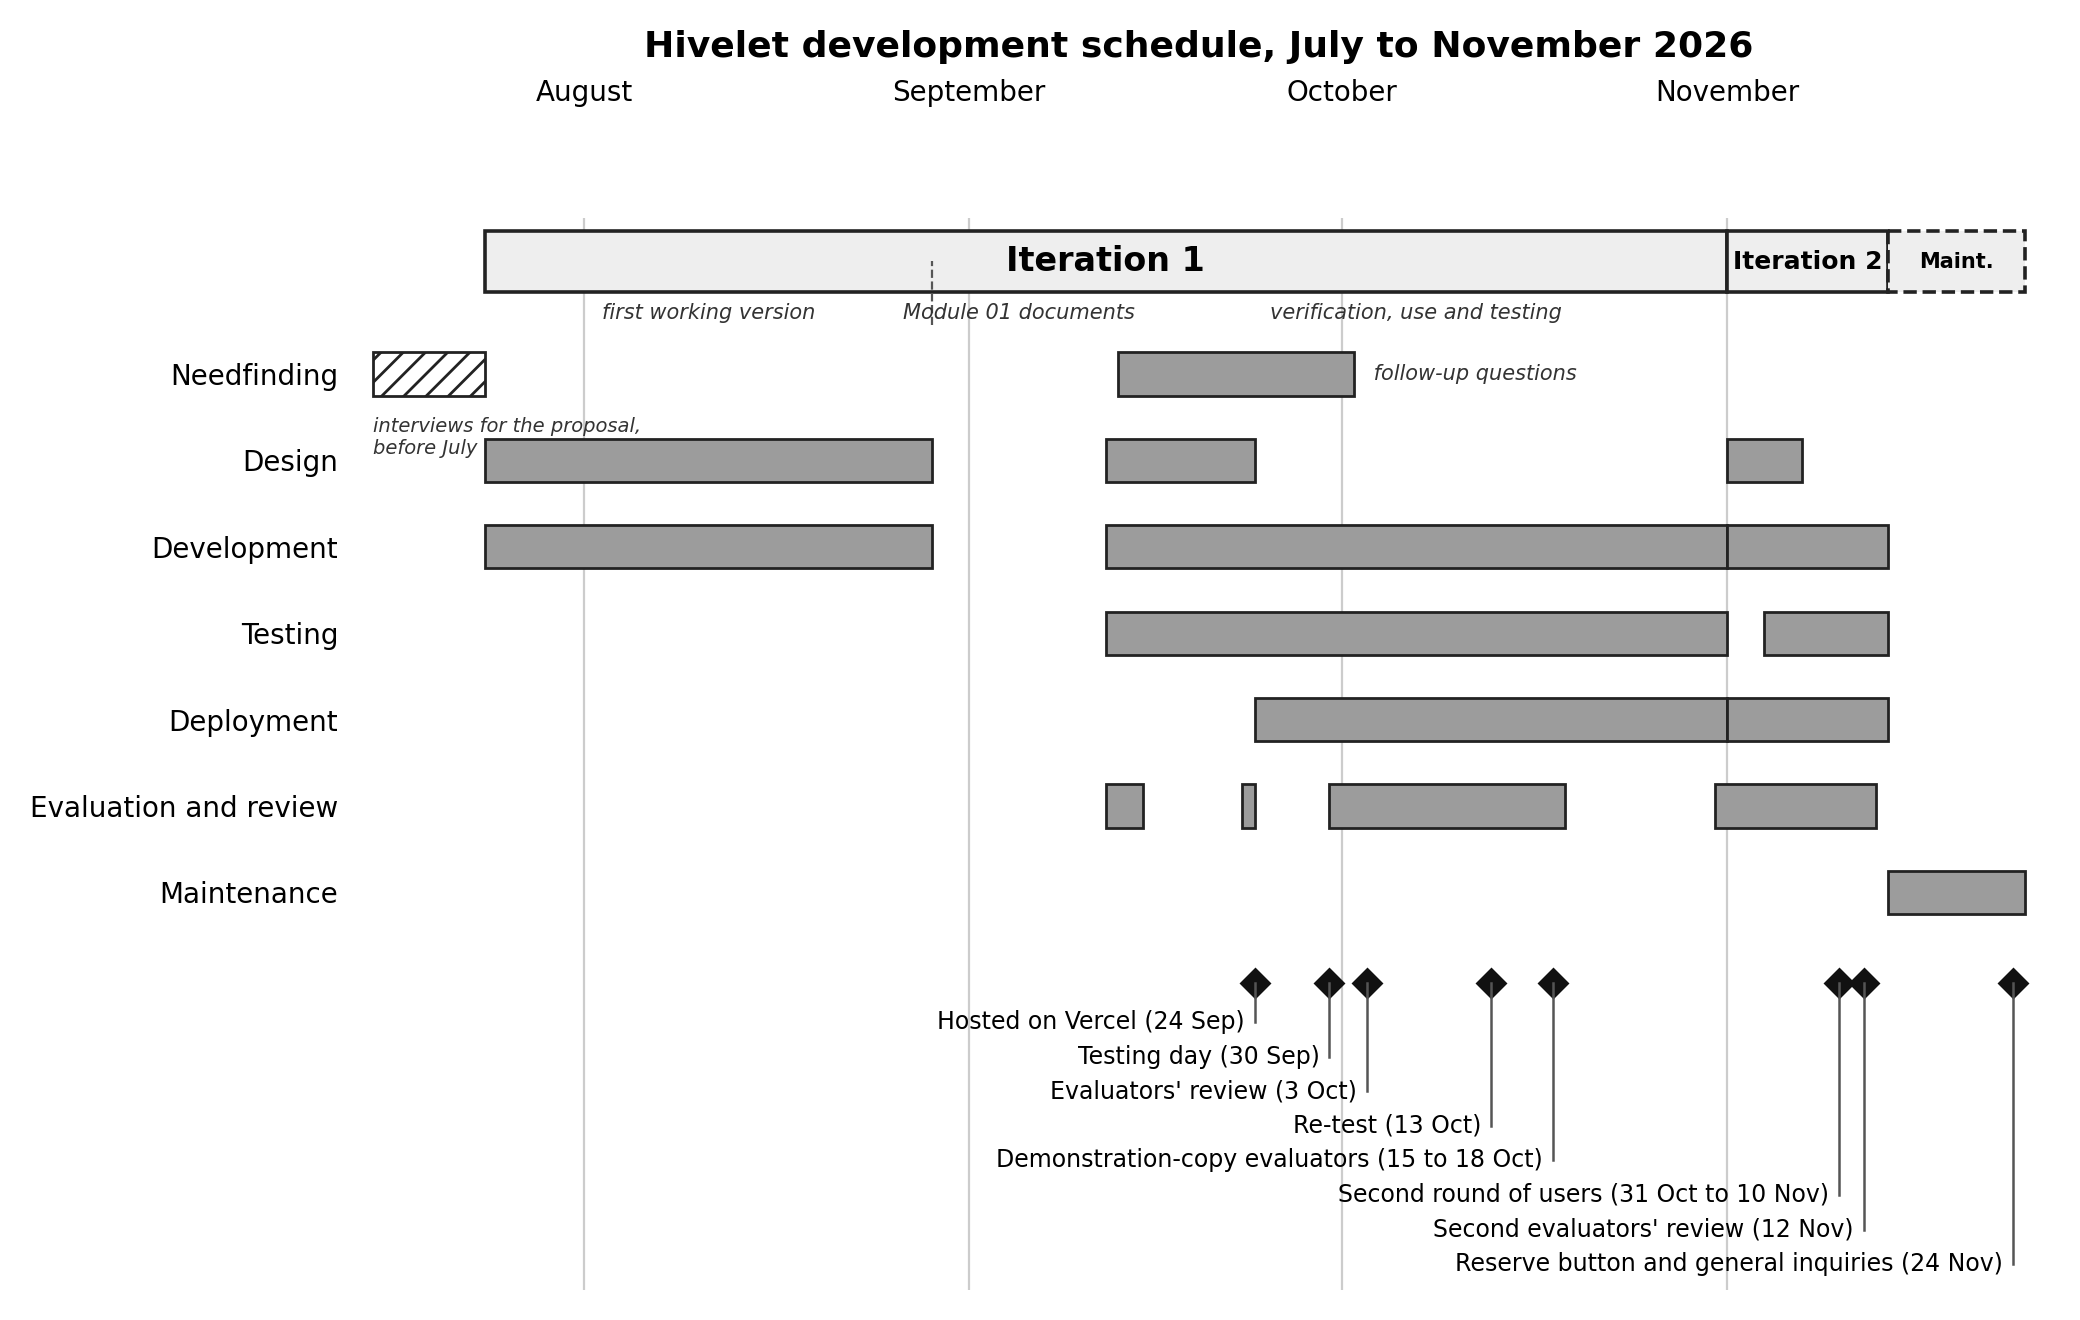 Hivelet development schedule, July to November 2026
August September October November
Iteration 1 Iteration 2 Maint.
first working version Module 01 documents verification, use and testing
Needfinding follow-up questions
interviews for the proposal,
before July
Design
Development
Testing
Deployment
Evaluation and review
Maintenance
Hosted on Vercel (24 Sep)
Testing day (30 Sep)
Evaluators' review (3 Oct)
Re-test (13 Oct)
Demonstration-copy evaluators (15 to 18 Oct)
Second round of users (31 Oct to 10 Nov)
Second evaluators' review (12 Nov)
Reserve button and general inquiries (24 Nov)